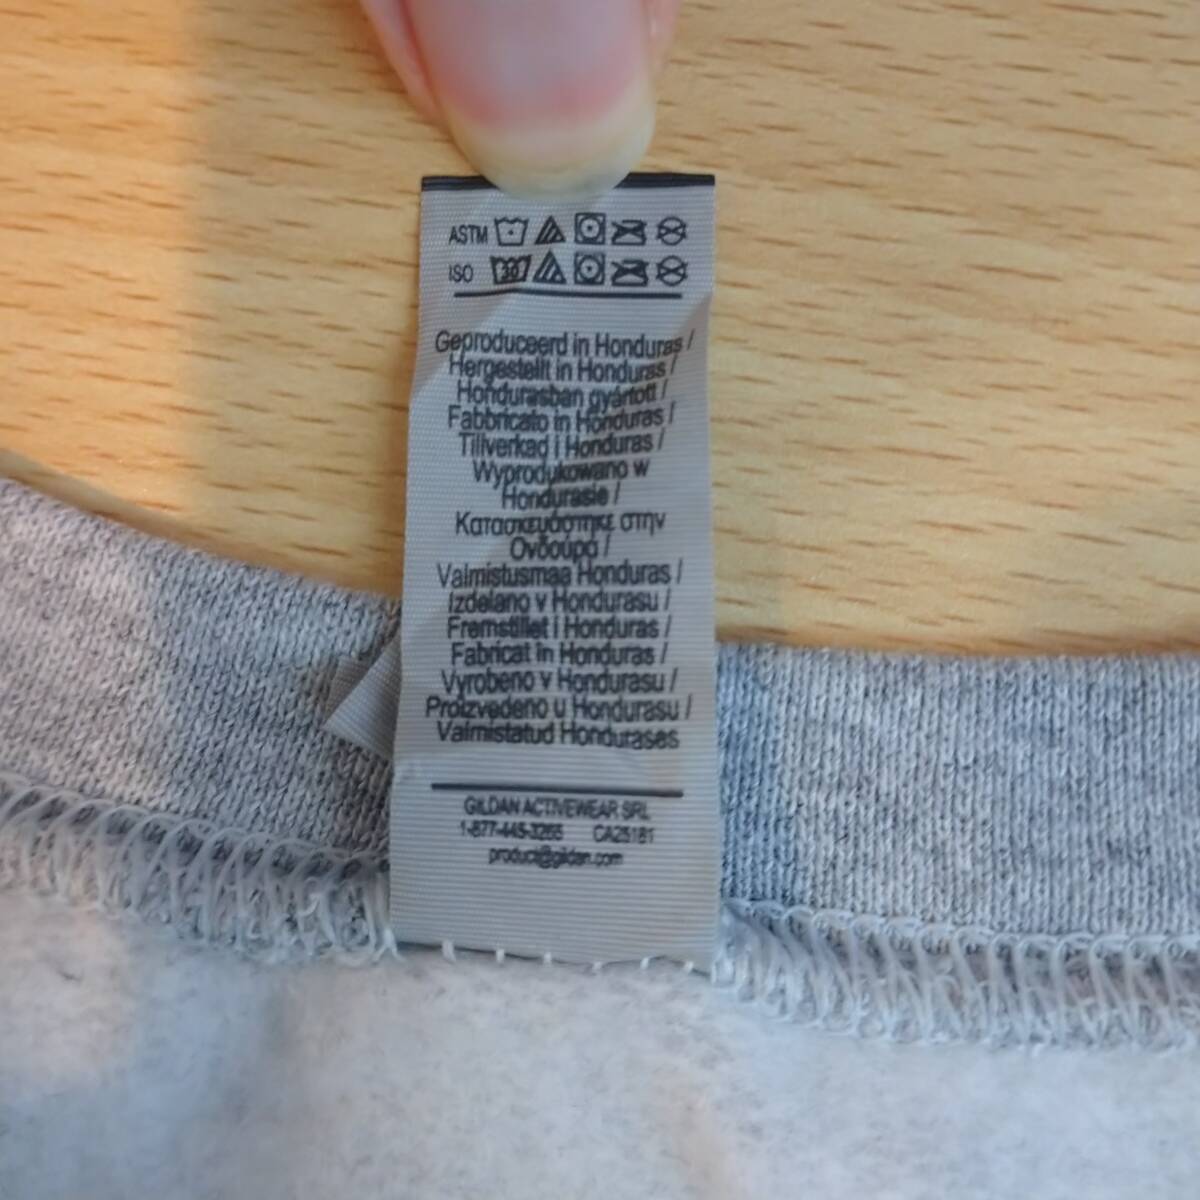 ASTM
ISO 30
Geproduceerd in Honduras /
Hergestellt in Honduras /
Hondurasban gyártott /
Fabbricato in Honduras /
Tillverkad i Honduras /
Wyprodukowano w
Hondurasie /
Κατασκευάστηκε στην
Ονδούρα /
Valmistusmaa Honduras /
Izdelano v Hondurasu /
Fremstillet i Honduras /
Fabricat în Honduras /
Vyrobeno v Hondurasu /
Proizvedeno u Hondurasu /
Valmistatud Hondurases
GILDAN ACTIVEWEAR SRL
1-877-445-3265 CA25181
product@gildan.com